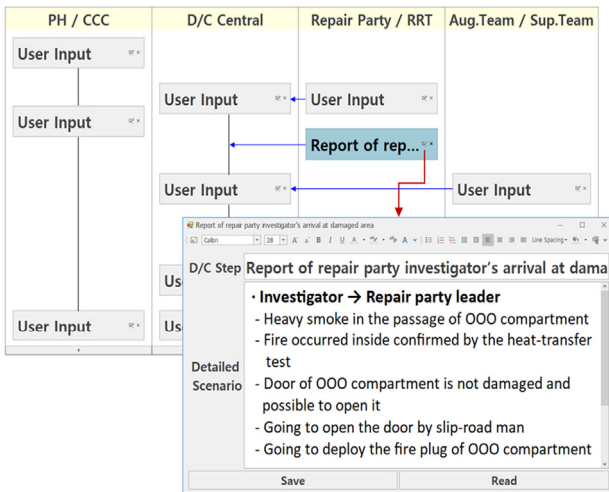 PH / CCC
D/C Central
Repair Party / RRT
Aug.Team / Sup.Team
User Input
User Input
User Input
User Input
Report of rep...
User Input
User Input
Report of repair party investigator's arrival at damaged area
Calibri
28
Line Spacing
D/C Step
Report of repair party investigator's arrival at dama
Detailed
Scenario
· Investigator → Repair party leader
- Heavy smoke in the passage of OOO compartment
- Fire occurred inside confirmed by the heat-transfer
test
- Door of OOO compartment is not damaged and
possible to open it
- Going to open the door by slip-road man
- Going to deploy the fire plug of OOO compartment
Us
User Input
Us
Save
Read